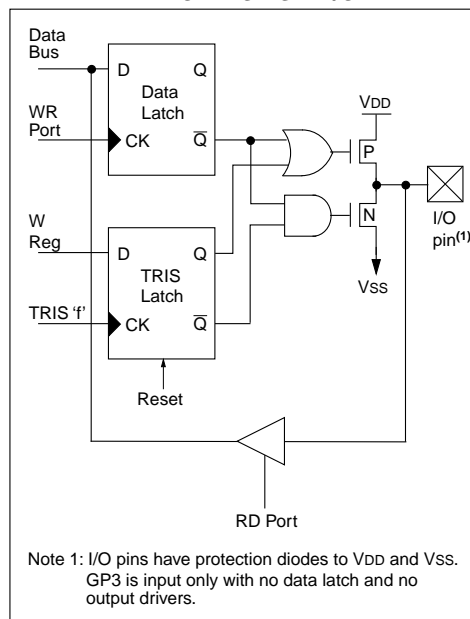 Data
Bus
D
Q
Data
Latch
WR
Port
CK
Q
VDD
P
N
I/O
pin(1)
VSS
W
Reg
D
Q
TRIS
Latch
TRIS 'f'
CK
Q
Reset
RD Port
Note 1: I/O pins have protection diodes to VDD and VSS.
GP3 is input only with no data latch and no
output drivers.